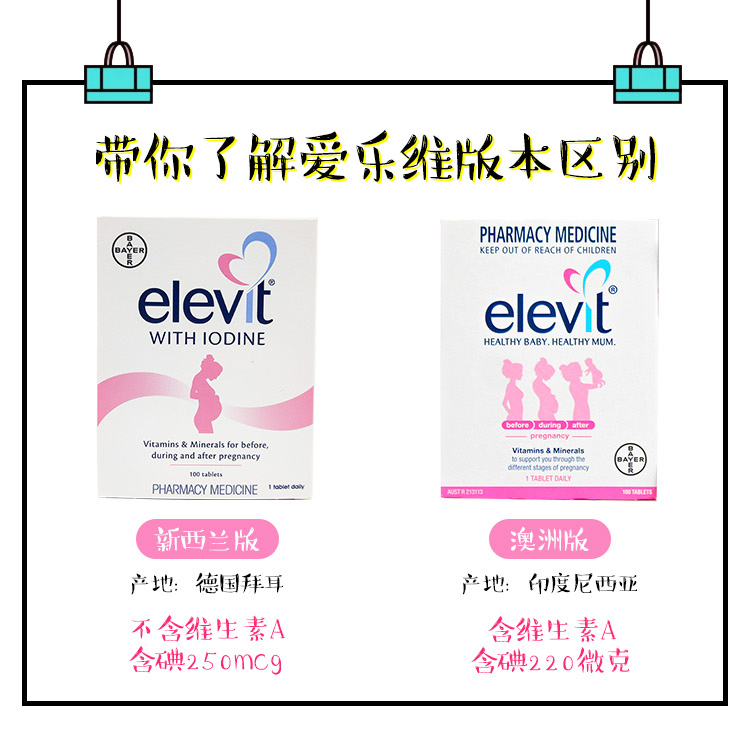 带你了解爱乐维版本区别
BAYER
BAYER
elevit®
WITH IODINE
Vitamins & Minerals for before,
during and after pregnancy
100 tablets
PHARMACY MEDICINE
1 tablet daily
PHARMACY MEDICINE
KEEP OUT OF REACH OF CHILDREN
elevit®
HEALTHY BABY. HEALTHY MUM.
before during after
pregnancy
Vitamins & Minerals
to support you through the
different stages of pregnancy
1 TABLET DAILY
BAYER
BAYER
AUST R 213113
100 TABLETS
新西兰版
产地: 德国拜耳
不含维生素A
含碘250mcg
澳洲版
产地: 印度尼西亚
含维生素A
含碘220微克